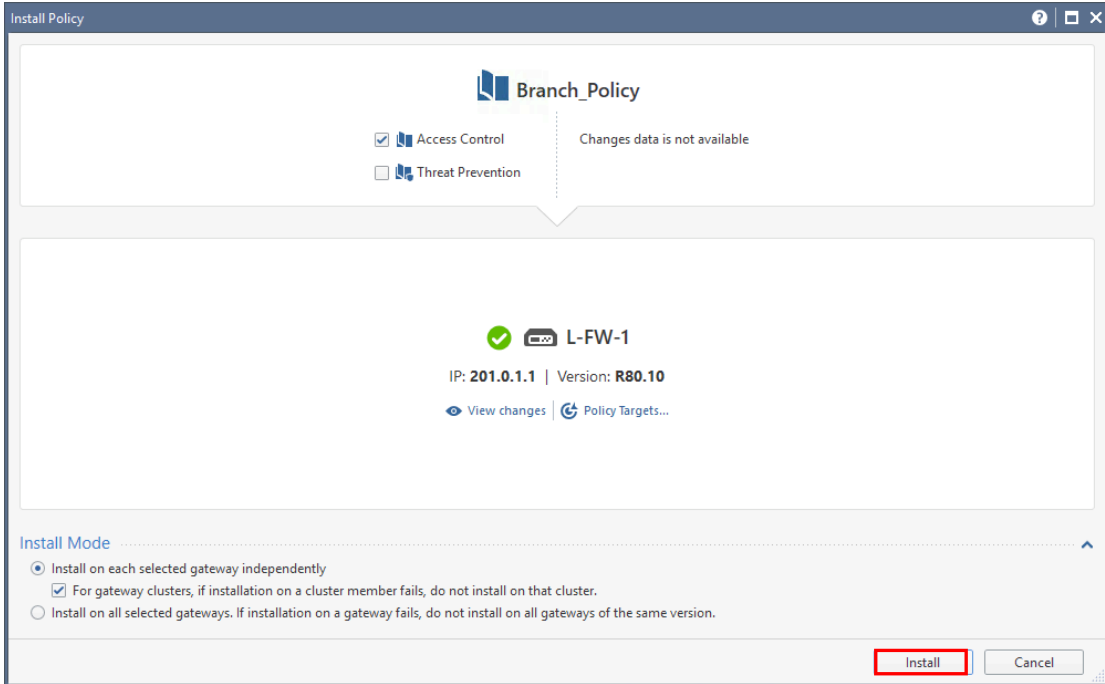 Install Policy
Branch_Policy
Access Control
Changes data is not available
Threat Prevention
L-FW-1
IP: 201.0.1.1 | Version: R80.10
View changes | Policy Targets...
Install Mode
Install on each selected gateway independently
For gateway clusters, if installation on a cluster member fails, do not install on that cluster.
Install on all selected gateways. If installation on a gateway fails, do not install on all gateways of the same version.
Install
Cancel